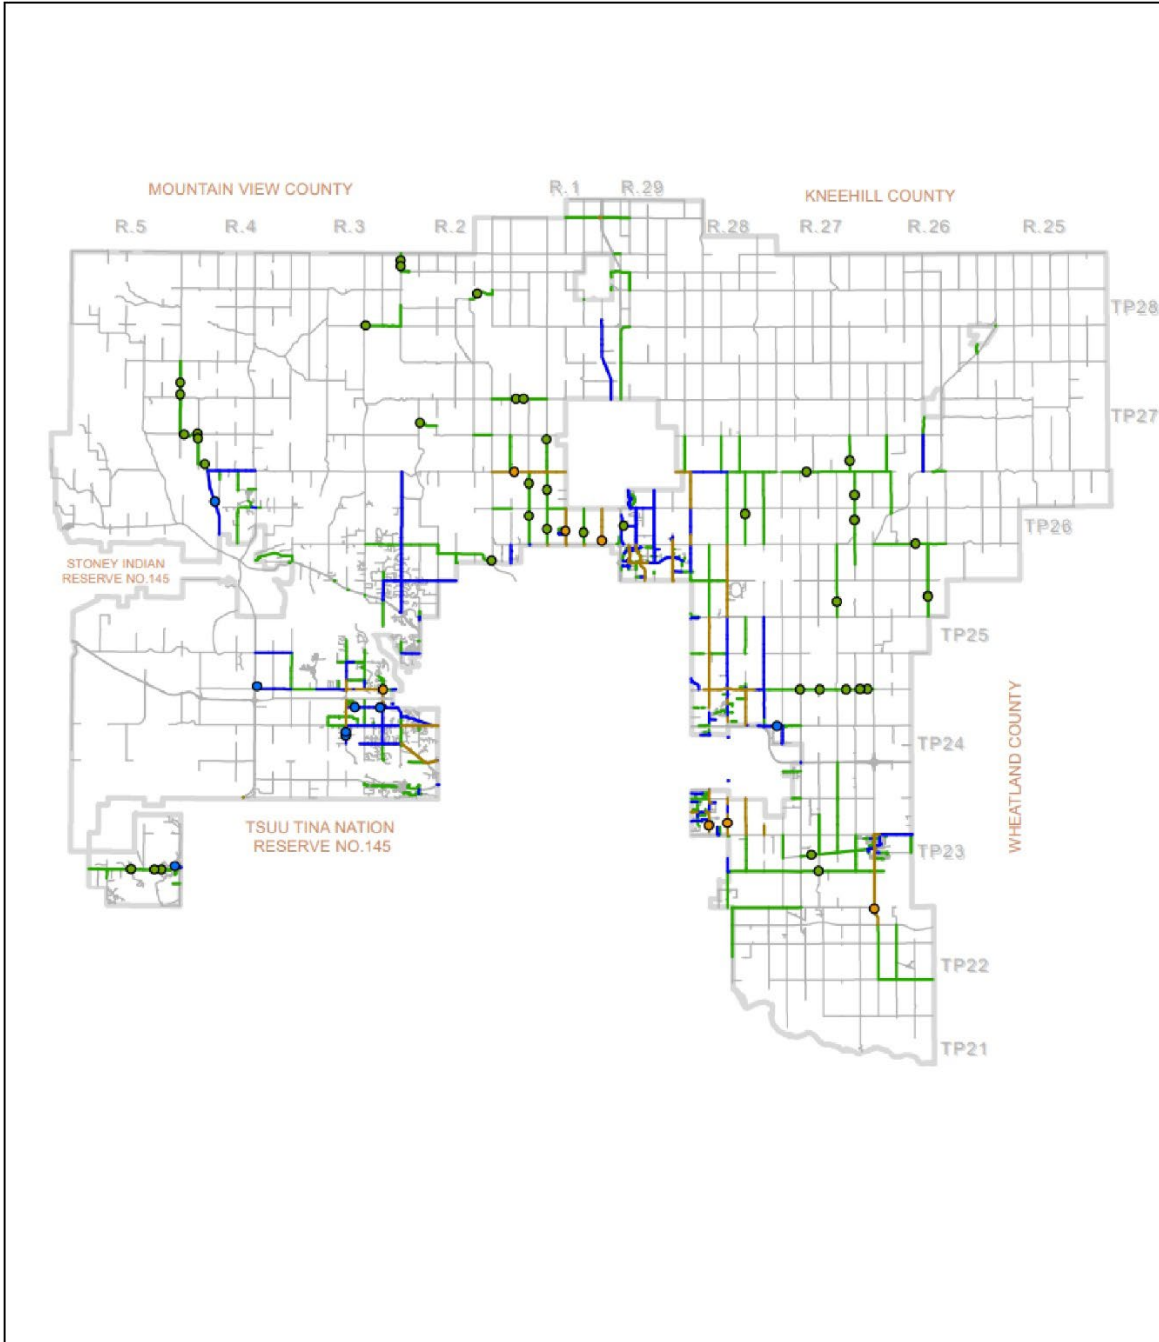 MOUNTAIN VIEW COUNTY
R.1
R.29
KNEEHILL COUNTY
R.5
R.4
R.3
R.2
R.28
R.27
R.26
R.25
TP28
TP27
TP26
STONEY INDIAN
RESERVE NO.145
TP25
WHEATLAND COUNTY
TP24
TSUU TINA NATION
RESERVE NO.145
TP23
TP22
TP21